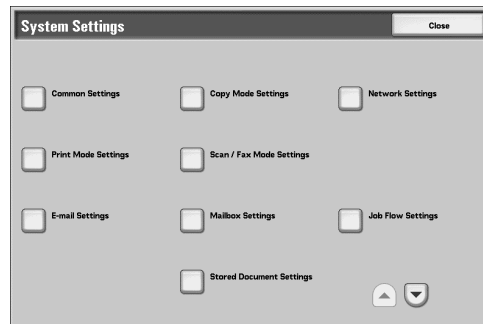 System Settings
Close
Common Settings
Copy Mode Settings
Network Settings
Print Mode Settings
Scan / Fax Mode Settings
E-mail Settings
Mailbox Settings
Job Flow Settings
Stored Document Settings